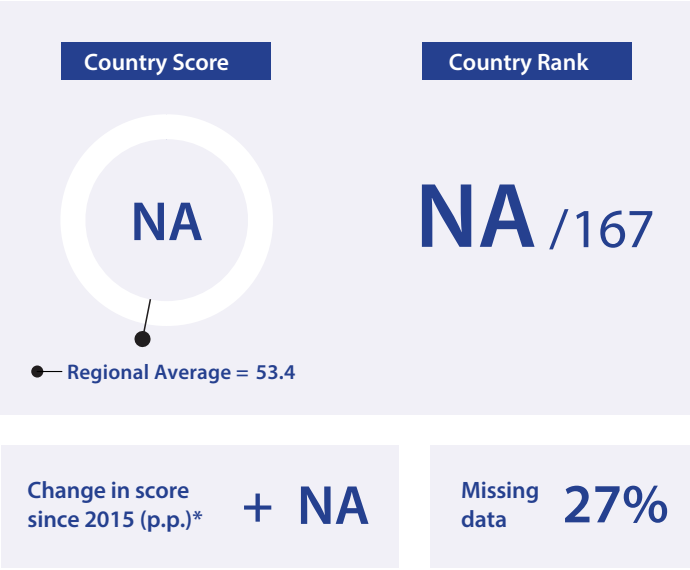 Country Score
Country Rank
NA
NA /167
Regional Average = 53.4
Change in score
since 2015 (p.p.)*
+ NA
Missing
data
27%